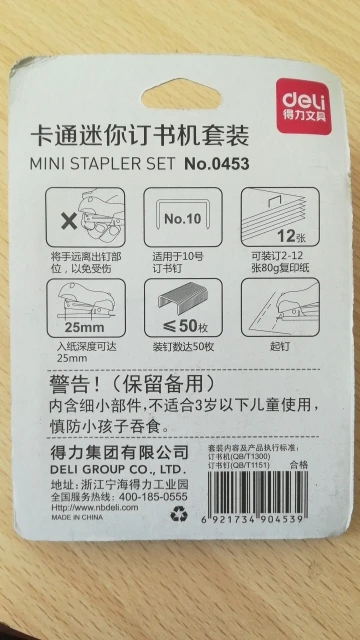 deli
得力文具
卡通迷你订书机套装
MINI STAPLER SET No.0453
No.10
12张
将手远离出钉部
位，以免受伤
适用于10号
订书钉
可装订2-12
张80g复印纸
25mm
≤50枚
入纸深度可达
25mm
装钉数达50枚
起钉
警告！（保留备用）
内含细小部件，不适合3岁以下儿童使用，
慎防小孩子吞食。
得力集团有限公司
DELI GROUP CO., LTD.
地址：浙江宁海得力工业园
全国服务热线：400-185-0555
Http://www.nbdeli.com
MADE IN CHINA
套装内容及产品执行标准：
订书机(QB/T1300)
订书钉(QB/T1151) 合格
6 921734 904539